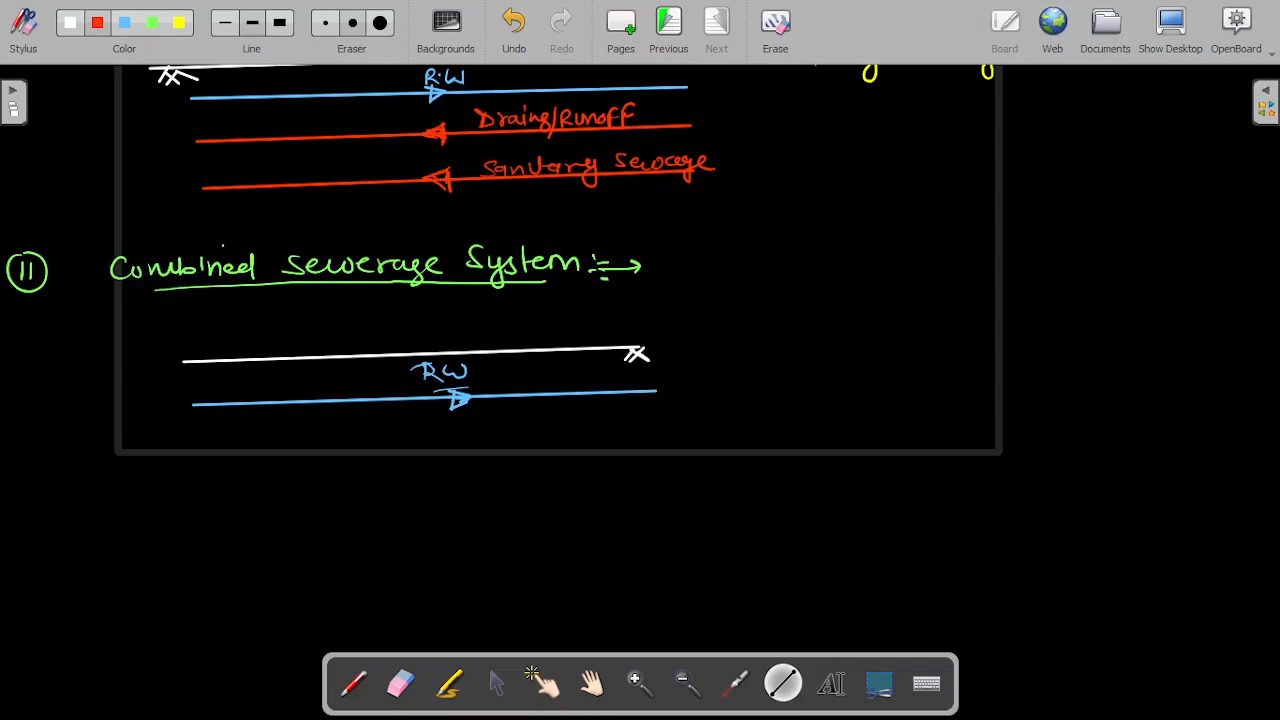 Stylus Color Line Eraser Backgrounds Undo Redo Pages Previous Next Erase Board Web Documents Show Desktop OpenBoard
R.W
Drains/Runoff
Sanitary Sewage
II Combined Sewerage System :- →
RW